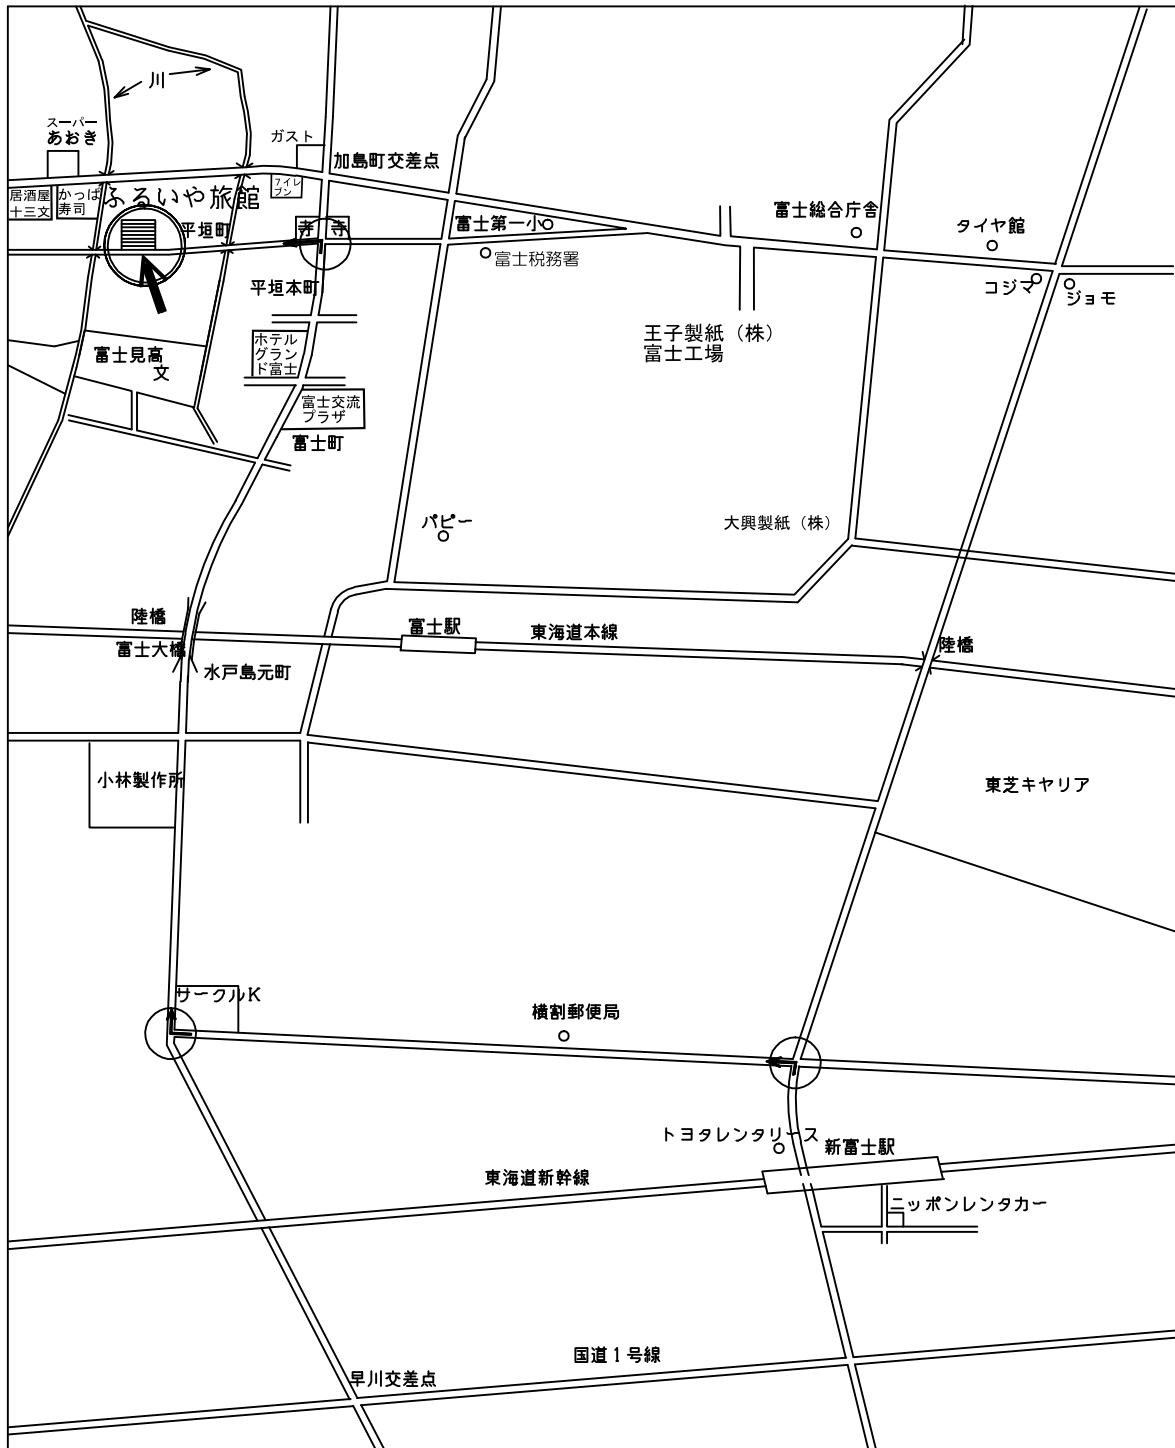 川
スーパー
あおき
ガスト
加島町交差点
居酒屋
十三文
かっぱ
寿司
ふるいや旅館
7イレ
ブン
平垣町
寺 寺
富士第一小
富士税務署
富士総合庁舎
タイヤ館
コジマ
ジョモ
平垣本町
ホテル
グラン
ド富士
王子製紙（株）
富士工場
富士見高
文
富士交流
プラザ
富士町
パピー
大興製紙（株）
陸橋
富士大橋
水戸島元町
富士駅
東海道本線
陸橋
小林製作所
東芝キヤリア
サークルK
横割郵便局
トヨタレンタリース
新富士駅
東海道新幹線
ニッポンレンタカー
国道1号線
早川交差点